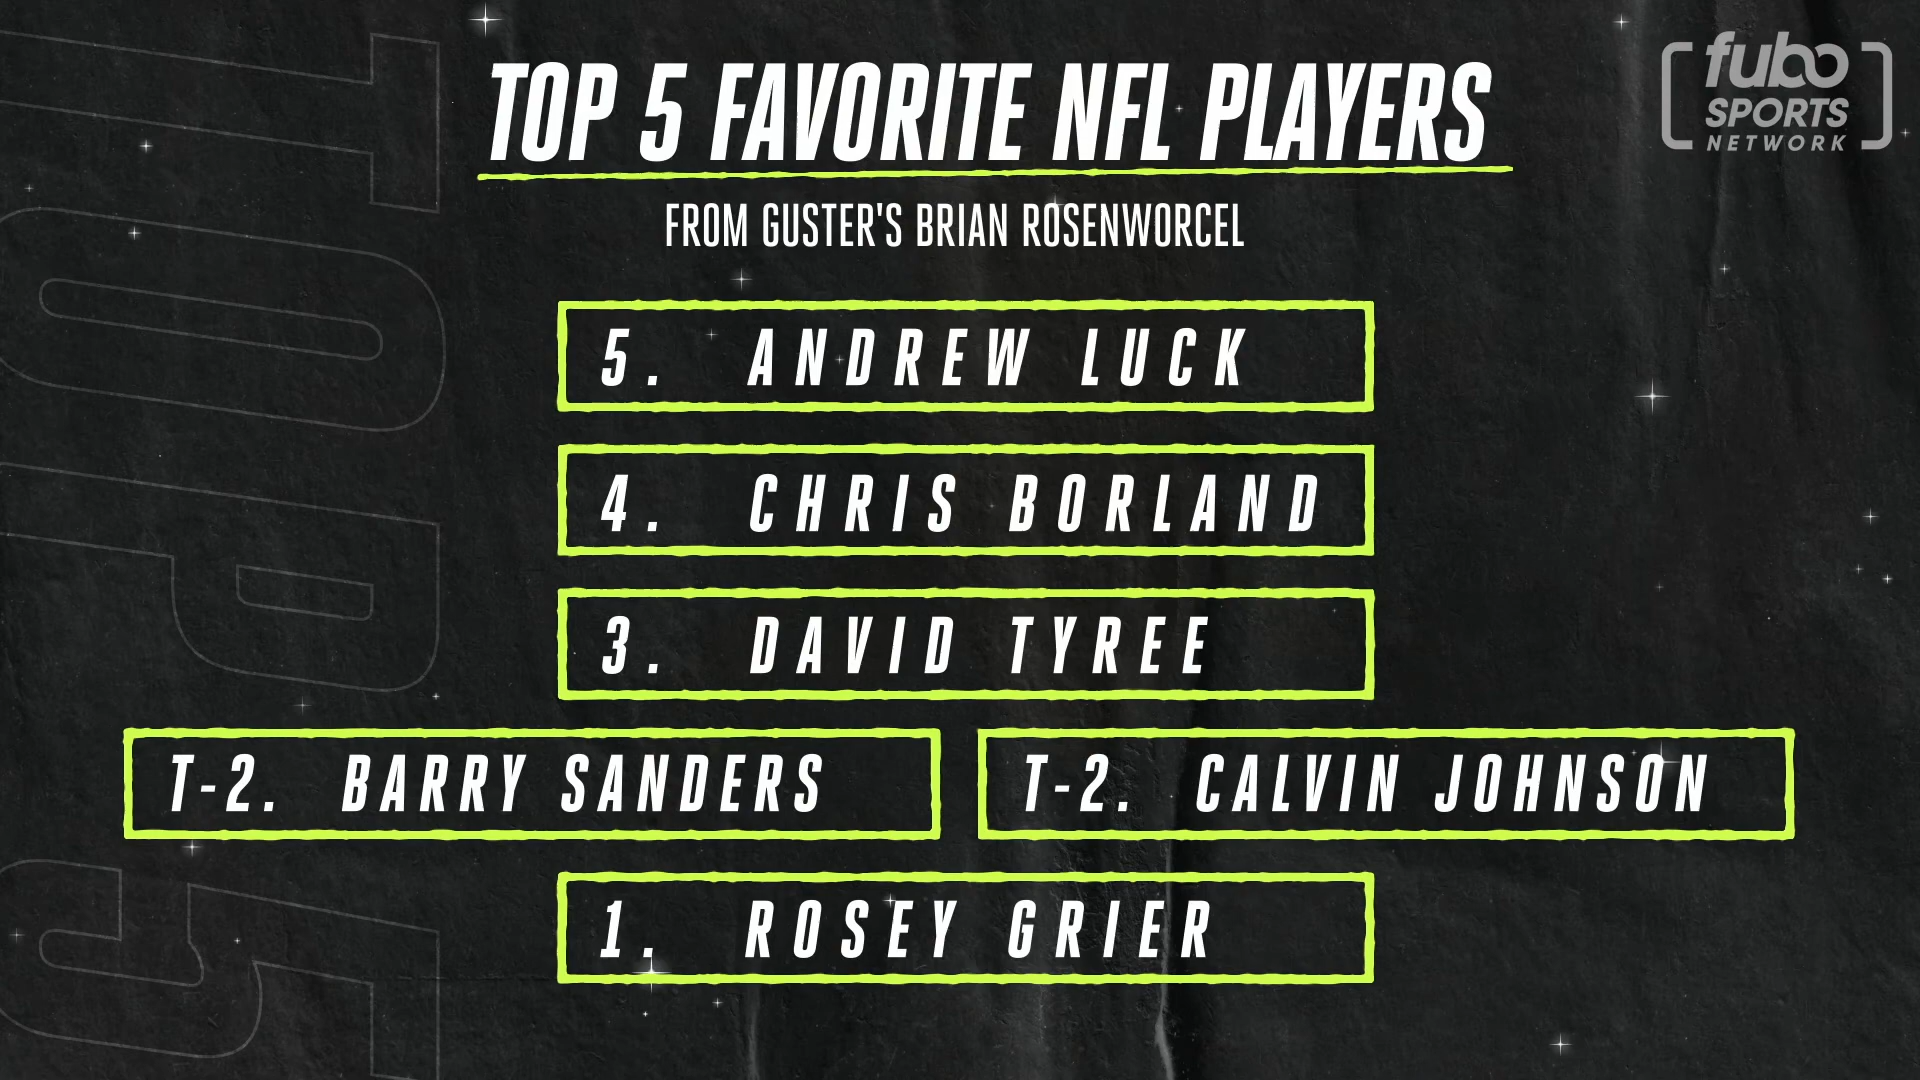 TOP 5 FAVORITE NFL PLAYERS
fubo
SPORTS
NETWORK
FROM GUSTER'S BRIAN ROSENWORCEL
5. ANDREW LUCK
4. CHRIS BORLAND
3. DAVID TYREE
T-2. BARRY SANDERS
T-2. CALVIN JOHNSON
1. ROSEY GRIER
TOP 5